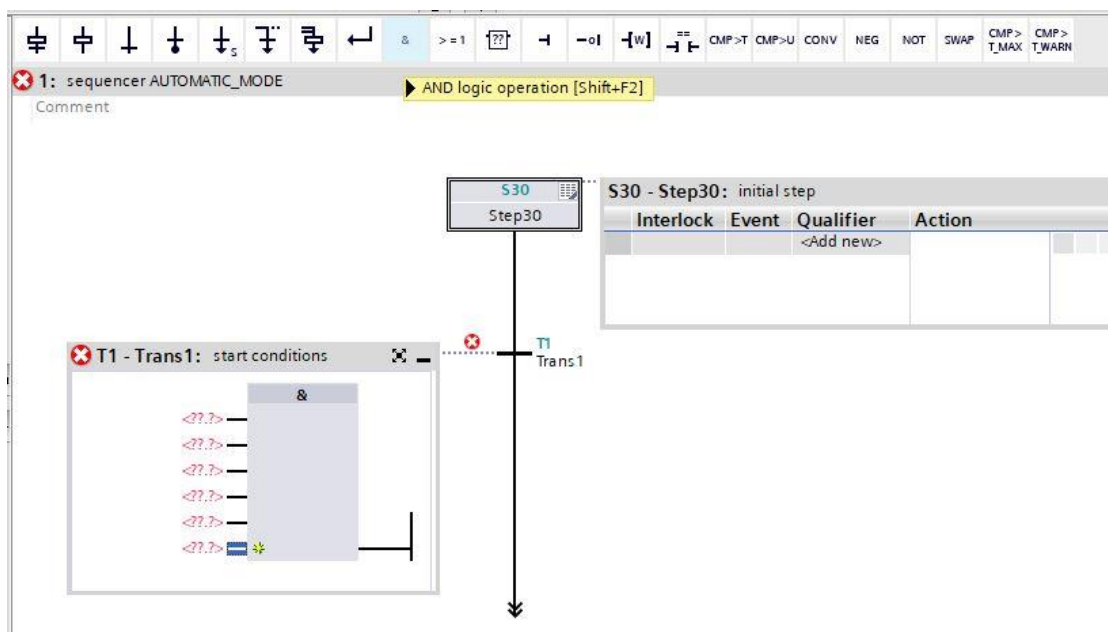 & >=1 ?? [W] == CMP>T CMP>U CONV NEG NOT SWAP CMP> T_MAX CMP> T_WARN
S
1: sequencer AUTOMATIC_MODE
AND logic operation [Shift+F2]
Comment
S30
Step30
S30 - Step30: initial step
Interlock Event Qualifier Action
<Add new>
T1
Trans1
T1 - Trans1: start conditions
&
<??.?>
<??.?>
<??.?>
<??.?>
<??.?>
<??.?>